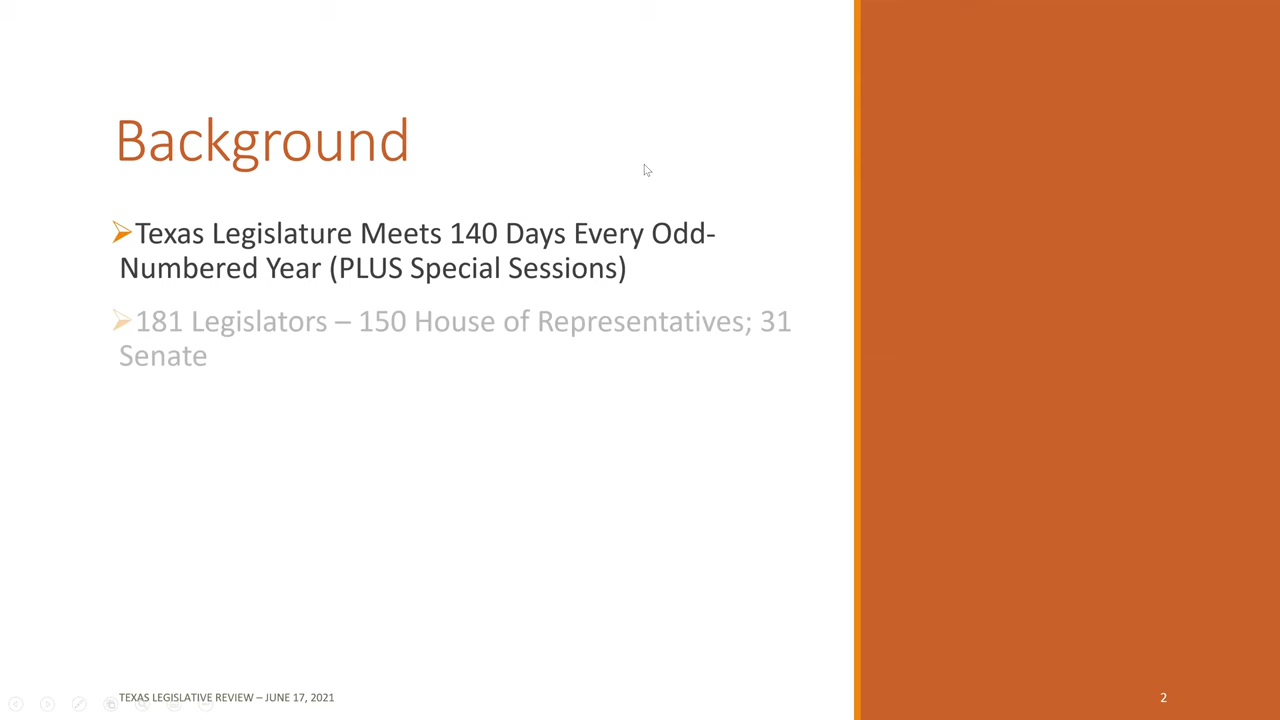 Background
Texas Legislature Meets 140 Days Every Odd-
Numbered Year (PLUS Special Sessions)
181 Legislators – 150 House of Representatives; 31
Senate
TEXAS LEGISLATIVE REVIEW – JUNE 17, 2021
2